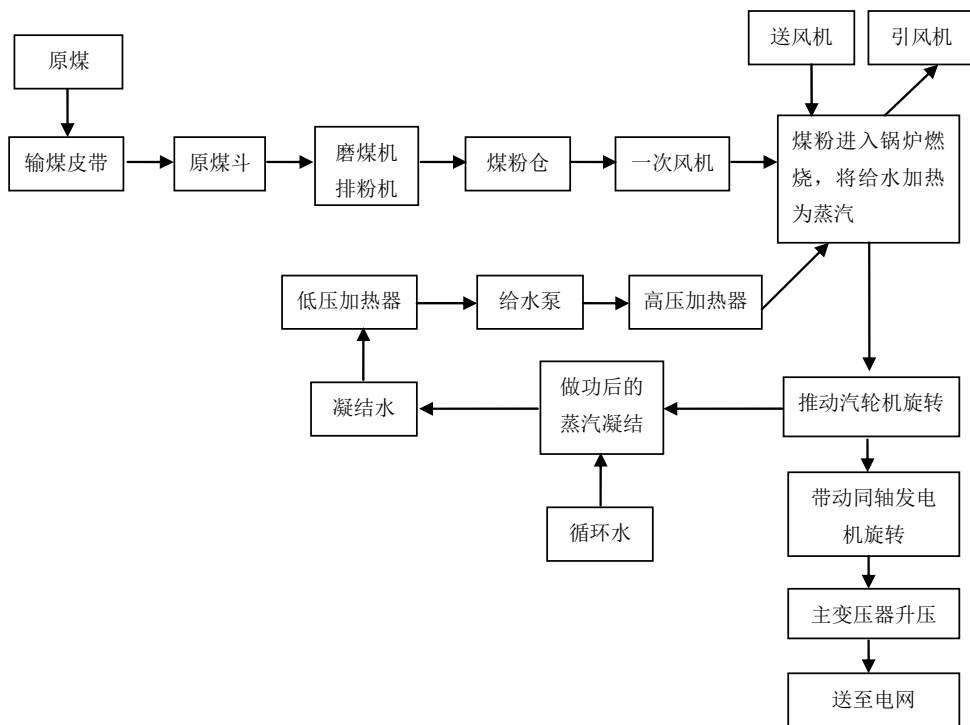 送风机
引风机
原煤
输煤皮带
原煤斗
磨煤机
排粉机
煤粉仓
一次风机
煤粉进入锅炉燃
烧，将给水加热
为蒸汽
低压加热器
给水泵
高压加热器
凝结水
做功后的
蒸汽凝结
推动汽轮机旋转
循环水
带动同轴发电
机旋转
主变压器升压
送至电网